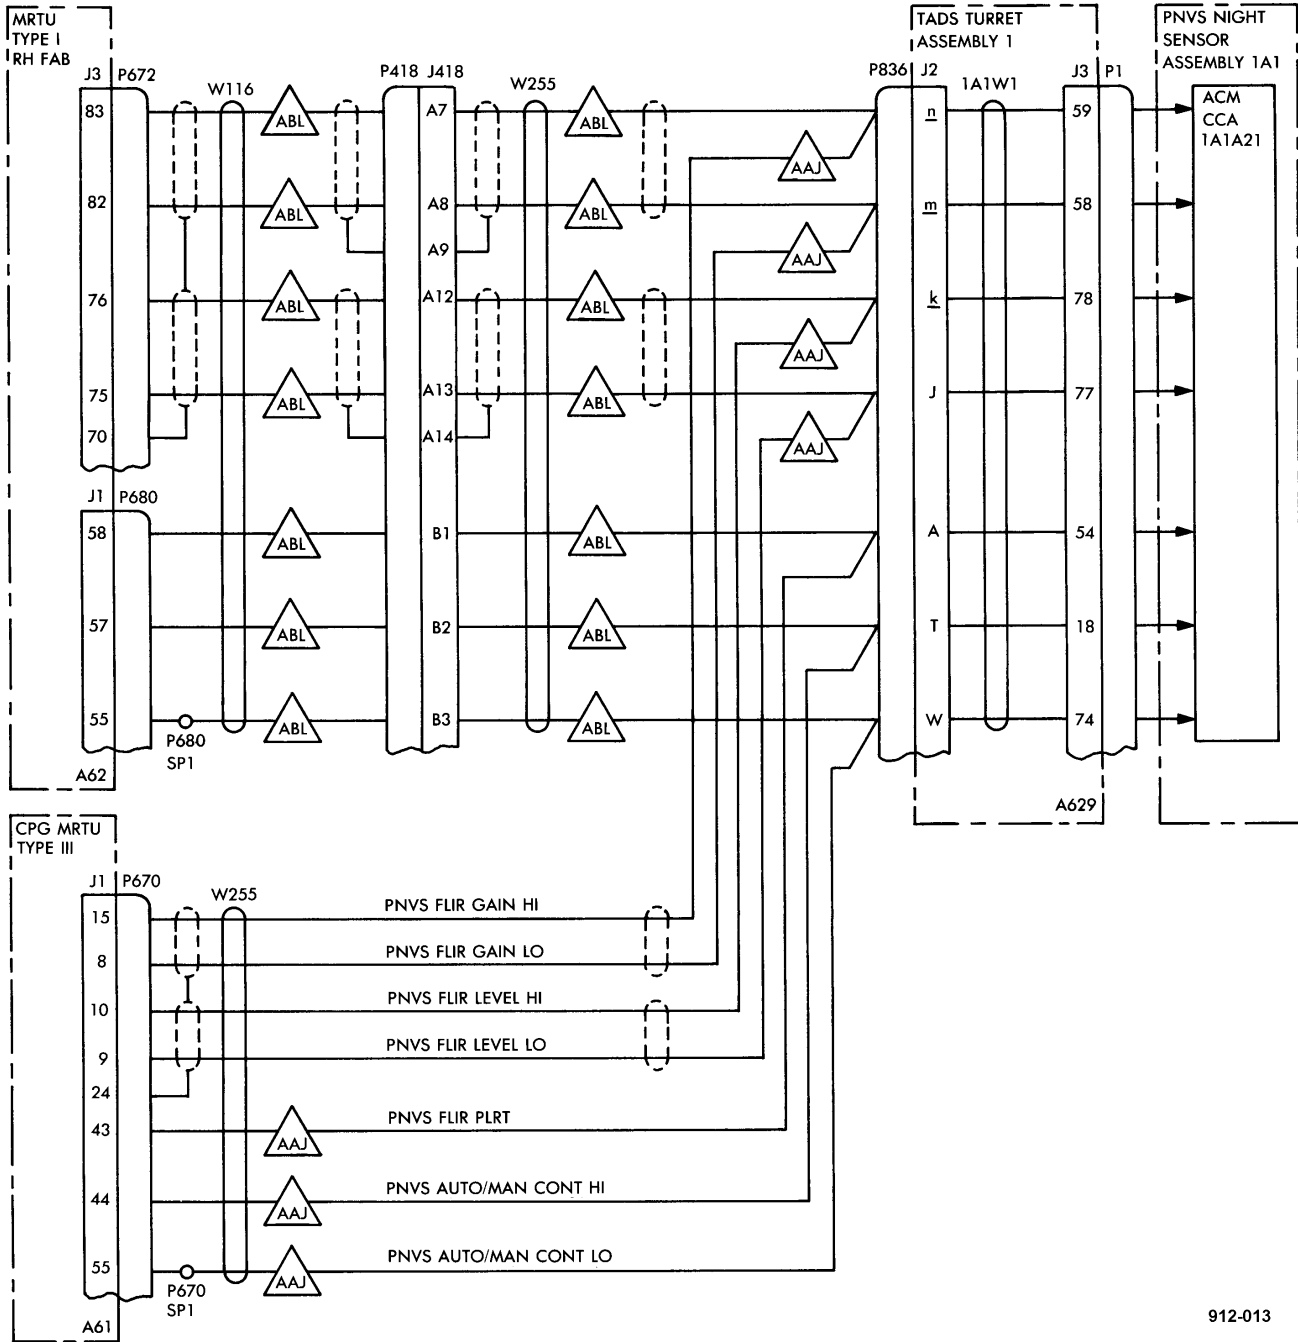 MRTU
TYPE I
RH FAB
TADS TURRET
ASSEMBLY 1
PNVS NIGHT
SENSOR
ASSEMBLY 1A1
J3 P672
W116
P418 J418
W255
P836 J2
1A1W1
J3 P1
83
ABL
A7
ABL
n
59
ACM
CCA
1A1A21
AAJ
82
ABL
A8
ABL
m
58
A9
AAJ
76
ABL
A12
ABL
k
78
AAJ
75
ABL
A13
ABL
J
77
70
A14
AAJ
J1 P680
58
ABL
B1
ABL
A
54
57
ABL
B2
ABL
T
18
55
P680
SP1
ABL
B3
ABL
W
74
A62
A629
CPG MRTU
TYPE III
J1 P670
W255
15
PNVS FLIR GAIN HI
8
PNVS FLIR GAIN LO
10
PNVS FLIR LEVEL HI
9
PNVS FLIR LEVEL LO
24
43
AAJ
PNVS FLIR PLRT
44
AAJ
PNVS AUTO/MAN CONT HI
55
P670
SP1
AAJ
PNVS AUTO/MAN CONT LO
A61
912-013